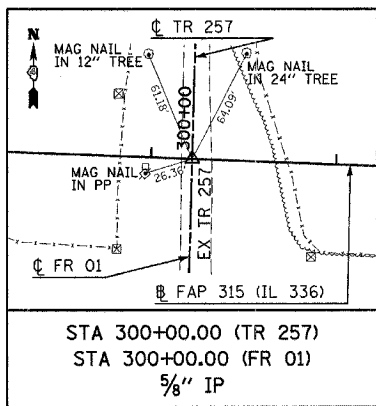 ℄ TR 257
N
MAG NAIL
IN 12" TREE
MAG NAIL
IN 24" TREE
61.18'
64.09'
300+00
MAG NAIL
IN PP
26.36'
EX TR 257
℄ FR 01
B FAP 315 (IL 336)
STA 300+00.00 (TR 257)
STA 300+00.00 (FR 01)
5/8" IP